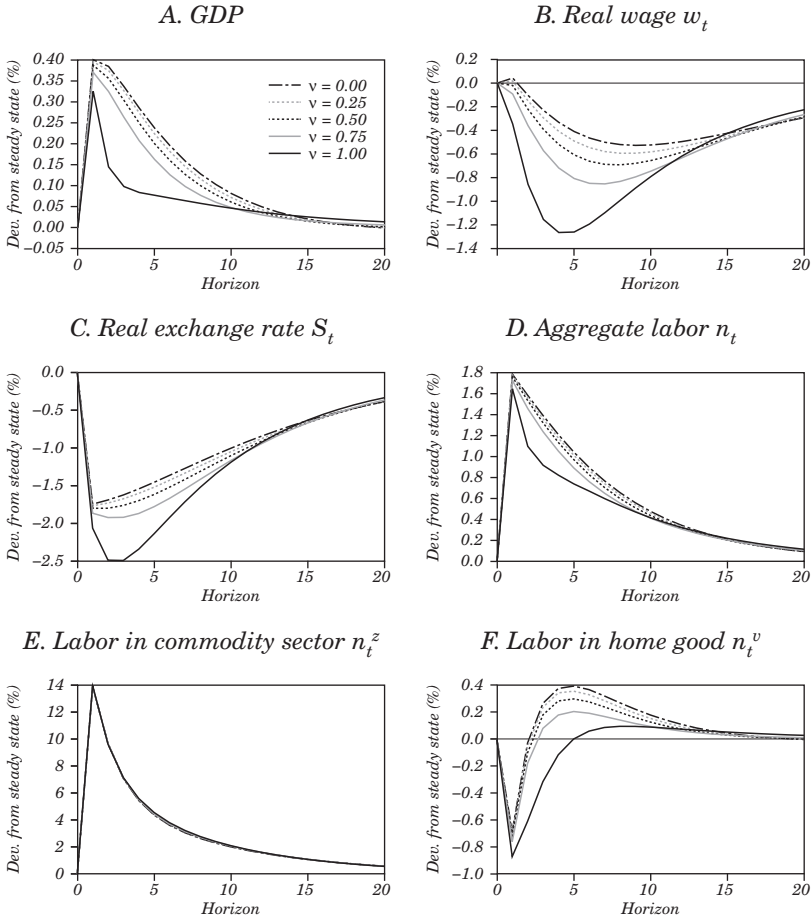 A. GDP
Dev. from steady state (%)
0.40
0.35
0.30
0.25
0.20
0.15
0.10
0.05
0.00
−0.05
0 5 10 15 20
Horizon
ν = 0.00
ν = 0.25
ν = 0.50
ν = 0.75
ν = 1.00
B. Real wage w_t
Dev. from steady state (%)
0.2
0.0
−0.2
−0.4
−0.6
−0.8
−1.0
−1.2
−1.4
0 5 10 15 20
Horizon
C. Real exchange rate S_t
Dev. from steady state (%)
0.0
−0.5
−1.0
−1.5
−2.0
−2.5
0 5 10 15 20
Horizon
D. Aggregate labor n_t
Dev. from steady state (%)
1.8
1.6
1.4
1.2
1.0
0.8
0.6
0.4
0.2
0.0
0 5 10 15 20
Horizon
E. Labor in commodity sector n_t^z
Dev. from steady state (%)
14
12
10
8
6
4
2
0
0 5 10 15 20
Horizon
F. Labor in home good n_t^v
Dev. from steady state (%)
0.4
0.2
0.0
−0.2
−0.4
−0.6
−0.8
−1.0
0 5 10 15 20
Horizon